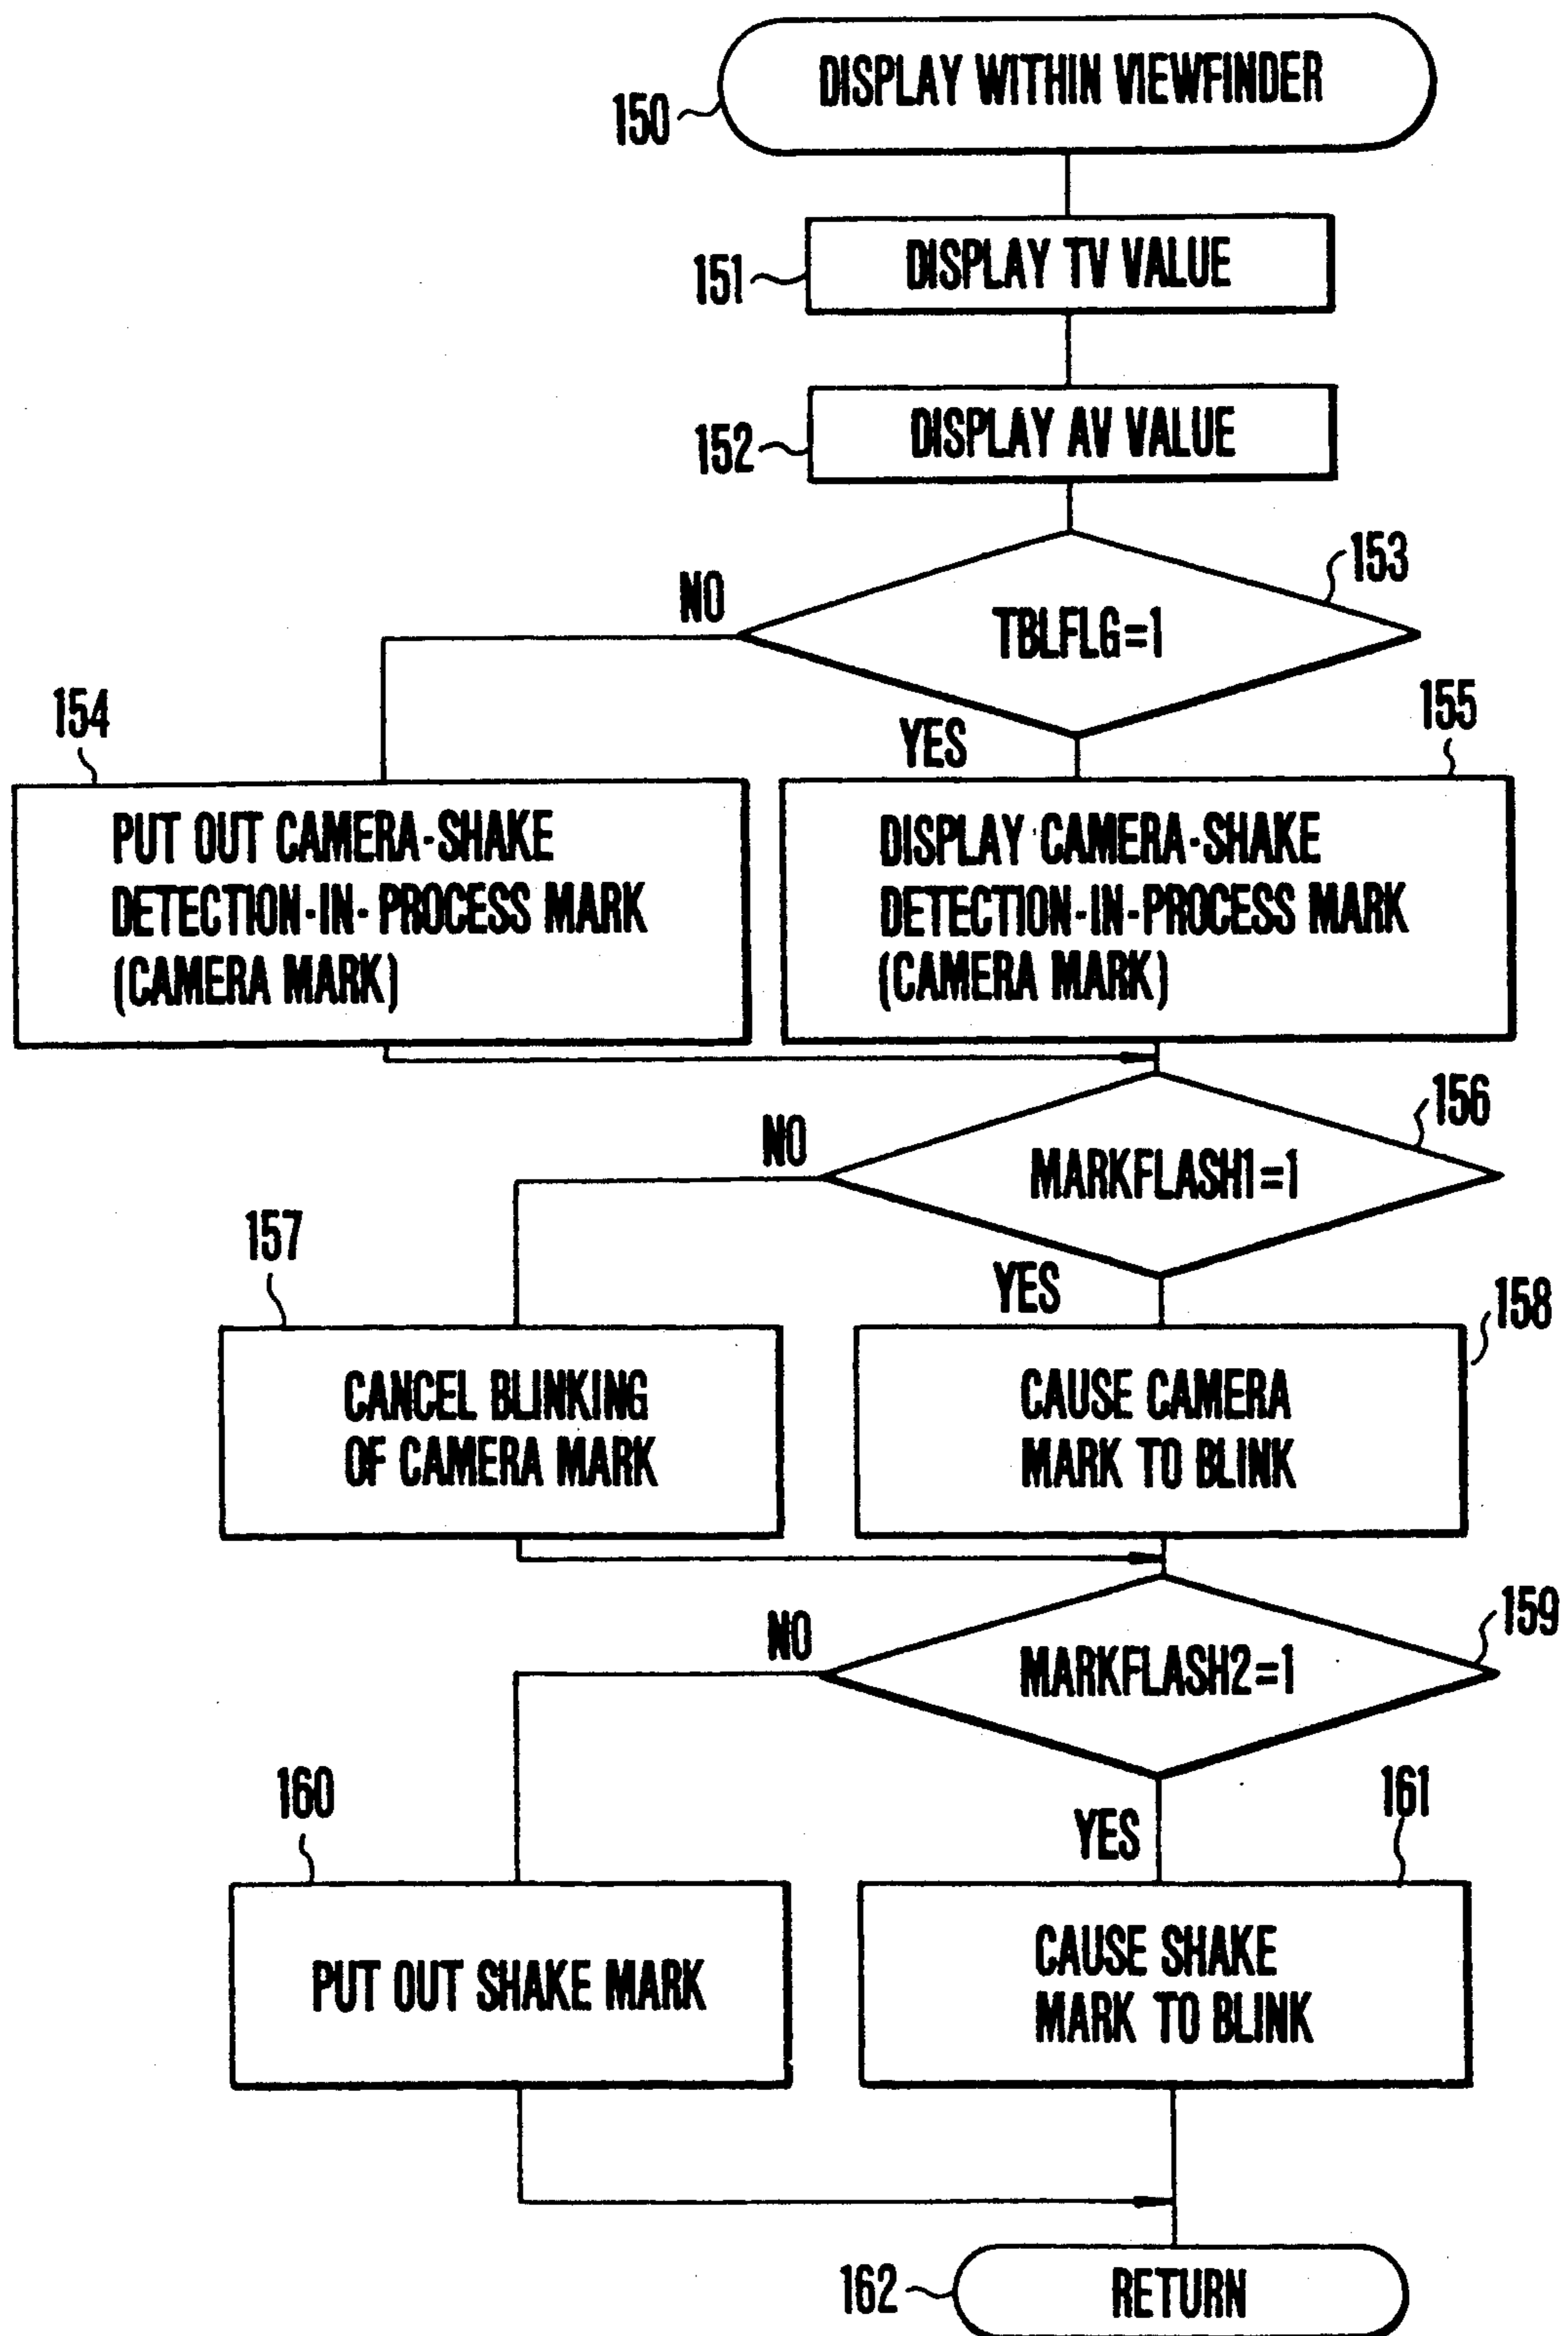 DISPLAY WITHIN VIEWFINDER
150
DISPLAY TV VALUE
151
DISPLAY AV VALUE
152
153
NO
TBLFLG=1
154
YES
155
PUT OUT CAMERA-SHAKE
DETECTION-IN-PROCESS MARK
(CAMERA MARK)
DISPLAY CAMERA-SHAKE
DETECTION-IN-PROCESS MARK
(CAMERA MARK)
156
NO
MARKFLASH1=1
157
YES
158
CANCEL BLINKING
OF CAMERA MARK
CAUSE CAMERA
MARK TO BLINK
159
NO
MARKFLASH2=1
160
YES
161
PUT OUT SHAKE MARK
CAUSE SHAKE
MARK TO BLINK
162
RETURN